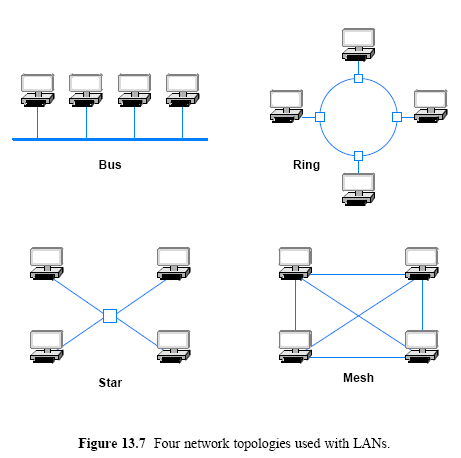 Bus
Ring
Star
Mesh
Figure 13.7 Four network topologies used with LANs.